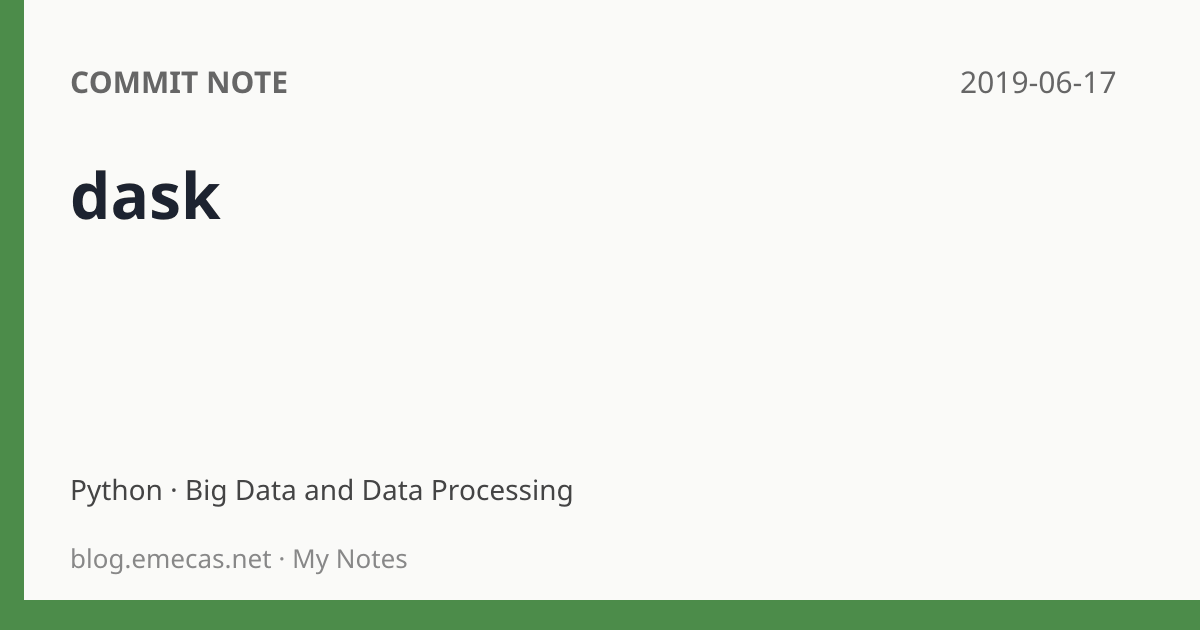 COMMIT NOTE 2019-06-17
dask
Python · Big Data and Data Processing
blog.emecas.net · My Notes